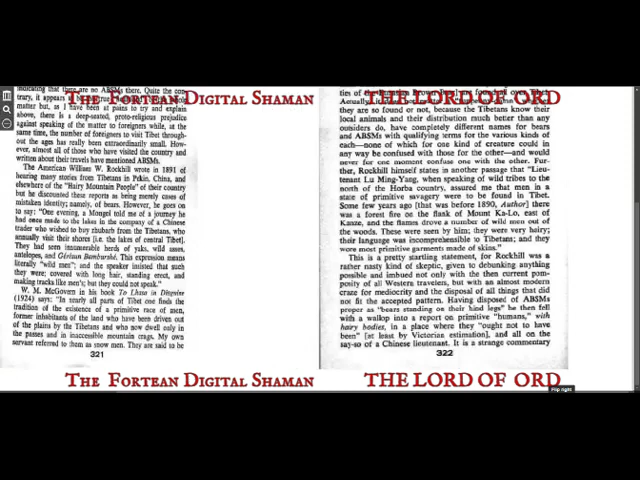 indicating that there are no ABSMs there. Quite the con-
trary, it appears
matter but, as I have been at pains to try and explain
above, there is a deep-seated, proto-religious prejudice
against speaking of the matter to foreigners while, at the
same time, the number of foreigners to visit Tibet through-
out the ages has really been extraordinarily small. How-
ever, almost all of those who have visited the country and
written about their travels have mentioned ABSMs.
The American William W. Rockhill wrote in 1891 of
hearing many stories from Tibetans in Pekin, China, and
elsewhere of the "Hairy Mountain People" of their country
but he discounted these reports as being merely cases of
mistaken identity; namely, of bears. However, he goes on
to say: "One evening, a Mongol told me of a journey he
had once made to the lakes in the company of a Chinese
trader who wished to buy rhubarb from the Tibetans, who
annually visit their shores [i.e. the lakes of central Tibet].
They had seen innumerable herds of yaks, wild asses,
antelopes, and Gérisun Bamburshé. This expression means
literally "wild men"; and the speaker insisted that such
they were; covered with long hair, standing erect, and
making tracks like men's; but they could not speak."
W. M. McGovern in his book To Lhasa in Disguise
(1924) says: "In nearly all parts of Tibet one finds the
tradition of the existence of a primitive race of men,
former inhabitants of the land who have been driven out
of the plains by the Tibetans and who now dwell only in
the passes and in inaccessible mountain crags. My own
servant referred to them as snow men. They are said to be
321
The Fortean Digital Shaman
ties of the
Actually,
they are so found or not, because the Tibetans know their
local animals and their distribution much better than any
outsiders do, have completely different names for bears
and ABSMs with qualifying terms for the various kinds of
each—none of which for one kind of creature could in
any way be confused with those for the other—and would
never for one moment confuse one with the other. Fur-
ther, Rockhill himself states in another passage that "Lieu-
tenant Lu Ming-Yang, when speaking of wild tribes to the
north of the Horba country, assured me that men in a
state of primitive savagery were to be found in Tibet.
Some few years ago [that was before 1890, Author] there
was a forest fire on the flank of Mount Ka-Lo, east of
Kanze, and the flames drove a number of wild men out of
the woods. These were seen by him; they were very hairy;
their language was incomprehensible to Tibetans; and they
wore most primitive garments made of skins."
This is a pretty startling statement, for Rockhill was a
rather nasty kind of skeptic, given to debunking anything
possible and imbued not only with the then current pom-
posity of all Western travelers, but with an almost modern
craze for mediocrity and the disposal of all things that did
not fit the accepted pattern. Having disposed of ABSMs
proper as "bears standing on their hind legs" he then fell
with a wallop into a report on primitive "humans," with
hairy bodies, in a place where they "ought not to have
been" [at least by Victorian estimation], and all on the
say-so of a Chinese lieutenant. It is a strange commentary
322
THE LORD OF ORD
The Fortean Digital Shaman
THE LORD OF ORD
Flip right